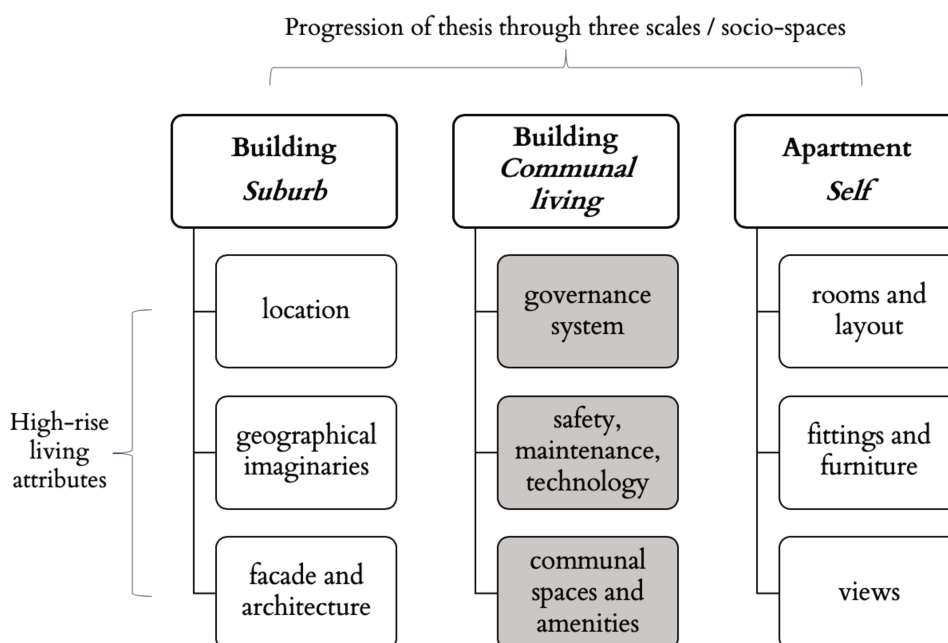 Progression of thesis through three scales / socio-spaces
Building
Suburb
location
geographical
imaginaries
facade and
architecture
Building
Communal
living
governance
system
safety,
maintenance,
technology
communal
spaces and
amenities
Apartment
Self
rooms and
layout
fittings and
furniture
views
High-rise
living
attributes